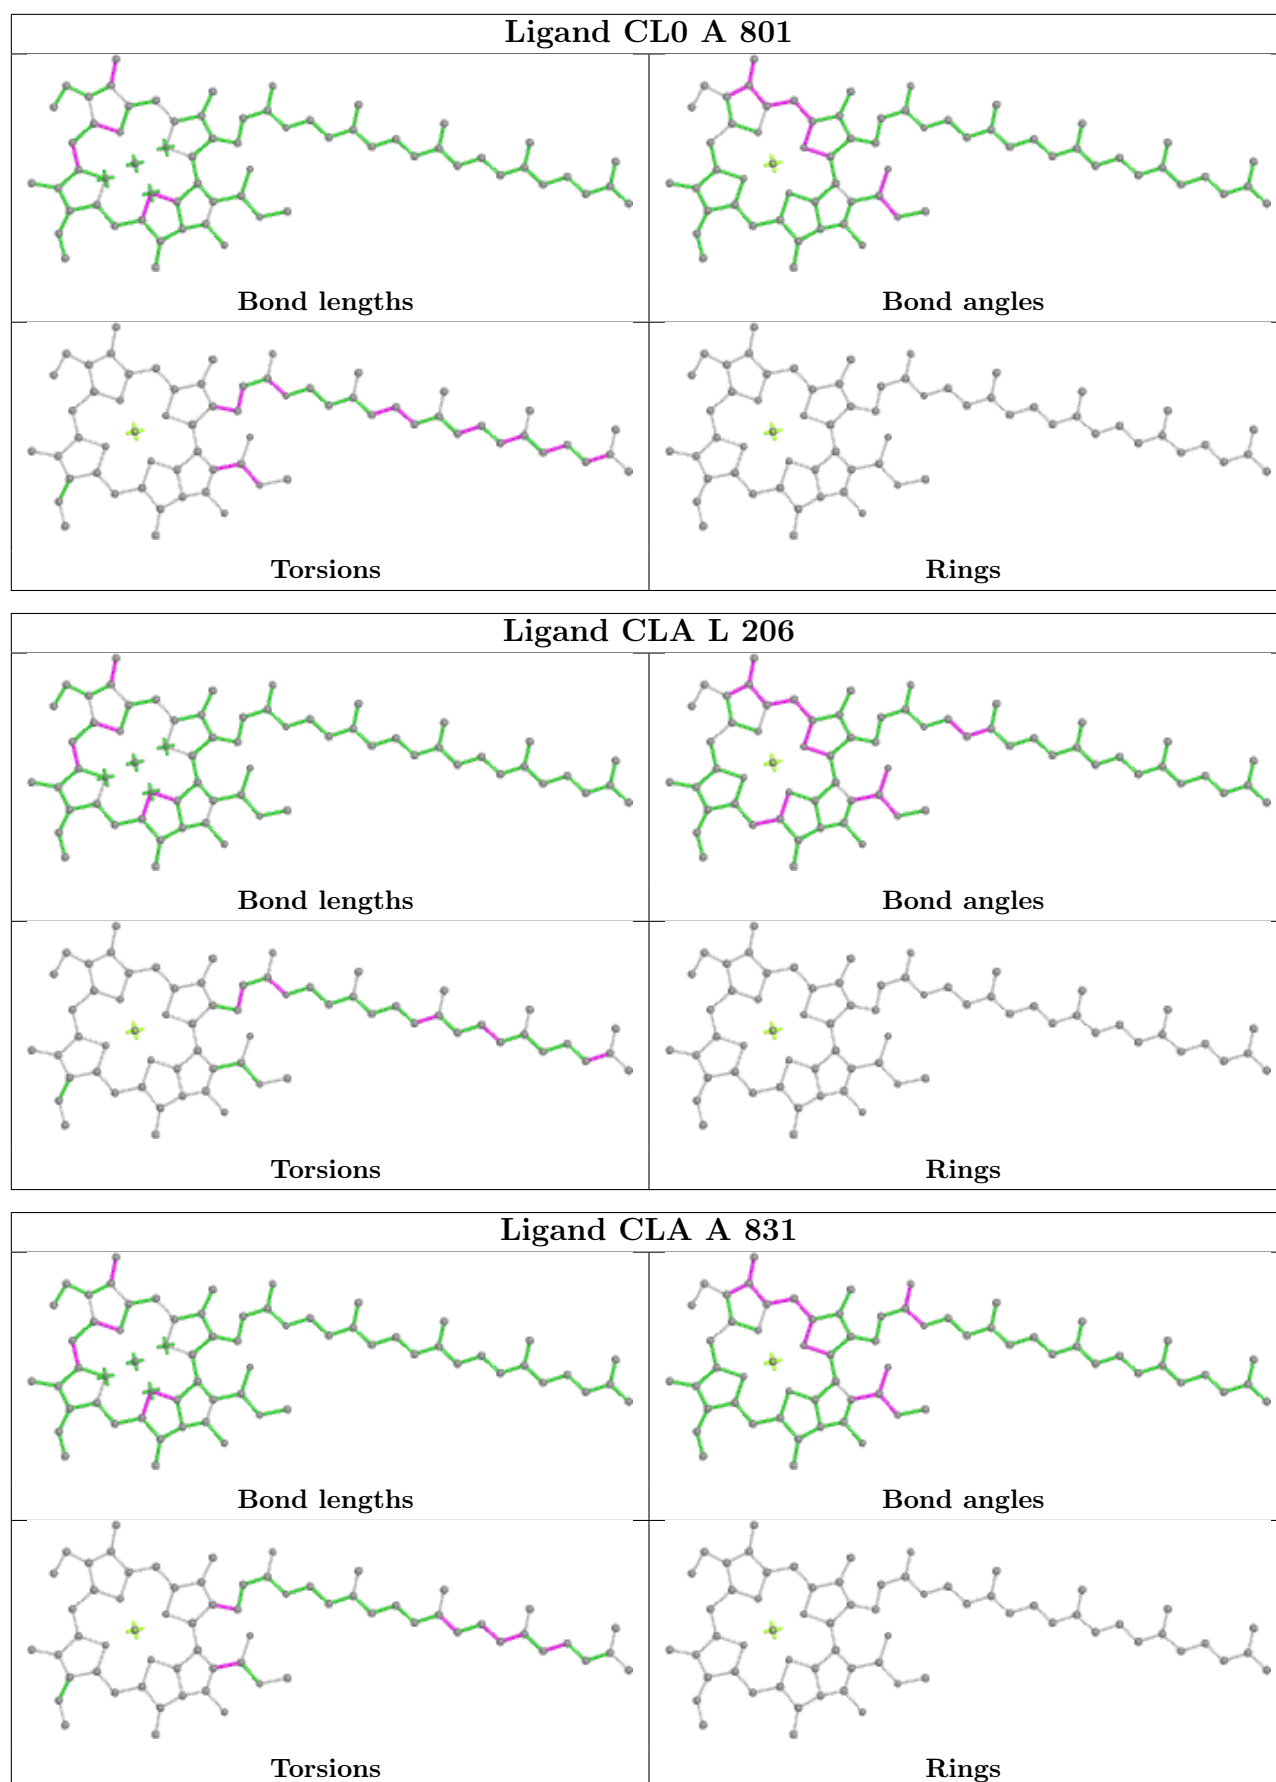 Ligand CL0 A 801
Bond lengths
Bond angles
Torsions
Rings
Ligand CLA L 206
Bond lengths
Bond angles
Torsions
Rings
Ligand CLA A 831
Bond lengths
Bond angles
Torsions
Rings